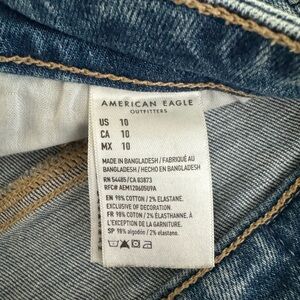 AMERICAN EAGLE
OUTFITTERS
US 10
CA 10
MX 10
MADE IN BANGLADESH / FABRIQUÉ AU
BANGLADESH / HECHO EN BANGLADESH
RN 54485/CA 03873
RFC# AEM1206050U9A
EN 98% COTTON / 2% ELASTANE.
EXCLUSIVE OF DECORATION.
FR 98% COTON / 2% ÉLASTHANNE. À
L'EXCEPTION DE LA GARNITURE.
SP 98% algodón / 2% elastano.